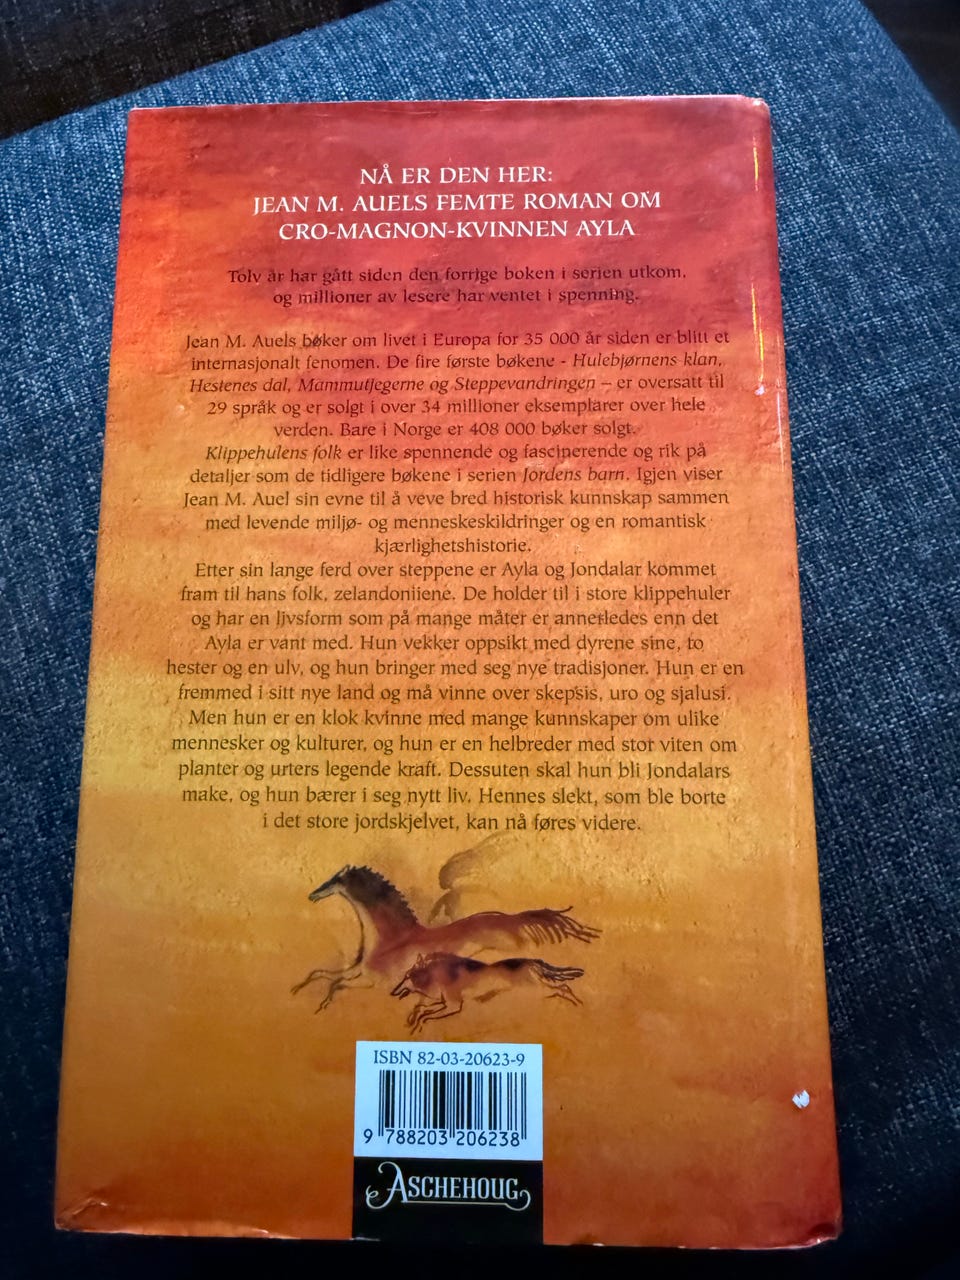 NÅ ER DEN HER:
JEAN M. AUELS FEMTE ROMAN OM
CRO-MAGNON-KVINNEN AYLA
Tolv år har gått siden den forrige boken i serien utkom,
og millioner av lesere har ventet i spenning.
Jean M. Auels bøker om livet i Europa for 35 000 år siden er blitt et
internasjonalt fenomen. De fire første bøkene - Hulebjørnens klan,
Hestenes dal, Mammutjegerne og Steppevandringen – er oversatt til
29 språk og er solgt i over 34 millioner eksemplarer over hele
verden. Bare i Norge er 408 000 bøker solgt.
Klippehulens folk er like spennende og fascinerende og rik på
detaljer som de tidligere bøkene i serien Jordens barn. Igjen viser
Jean M. Auel sin evne til å veve bred historisk kunnskap sammen
med levende miljø- og menneskeskildringer og en romantisk
kjærlighetshistorie.
Etter sin lange ferd over steppene er Ayla og Jondalar kommet
fram til hans folk, zelandoniiene. De holder til i store klippehuler
og har en livsform som på mange måter er annerledes enn det
Ayla er vant med. Hun vekker oppsikt med dyrene sine, to
hester og en ulv, og hun bringer med seg nye tradisjoner. Hun er en
fremmed i sitt nye land og må vinne over skepsis, uro og sjalusi.
Men hun er en klok kvinne med mange kunnskaper om ulike
mennesker og kulturer, og hun er en helbreder med stor viten om
planter og urters legende kraft. Dessuten skal hun bli Jondalars
make, og hun bærer i seg nytt liv. Hennes slekt, som ble borte
i det store jordskjelvet, kan nå føres videre.
ISBN 82-03-20623-9
9 788203 206238
ASCHEHOUG